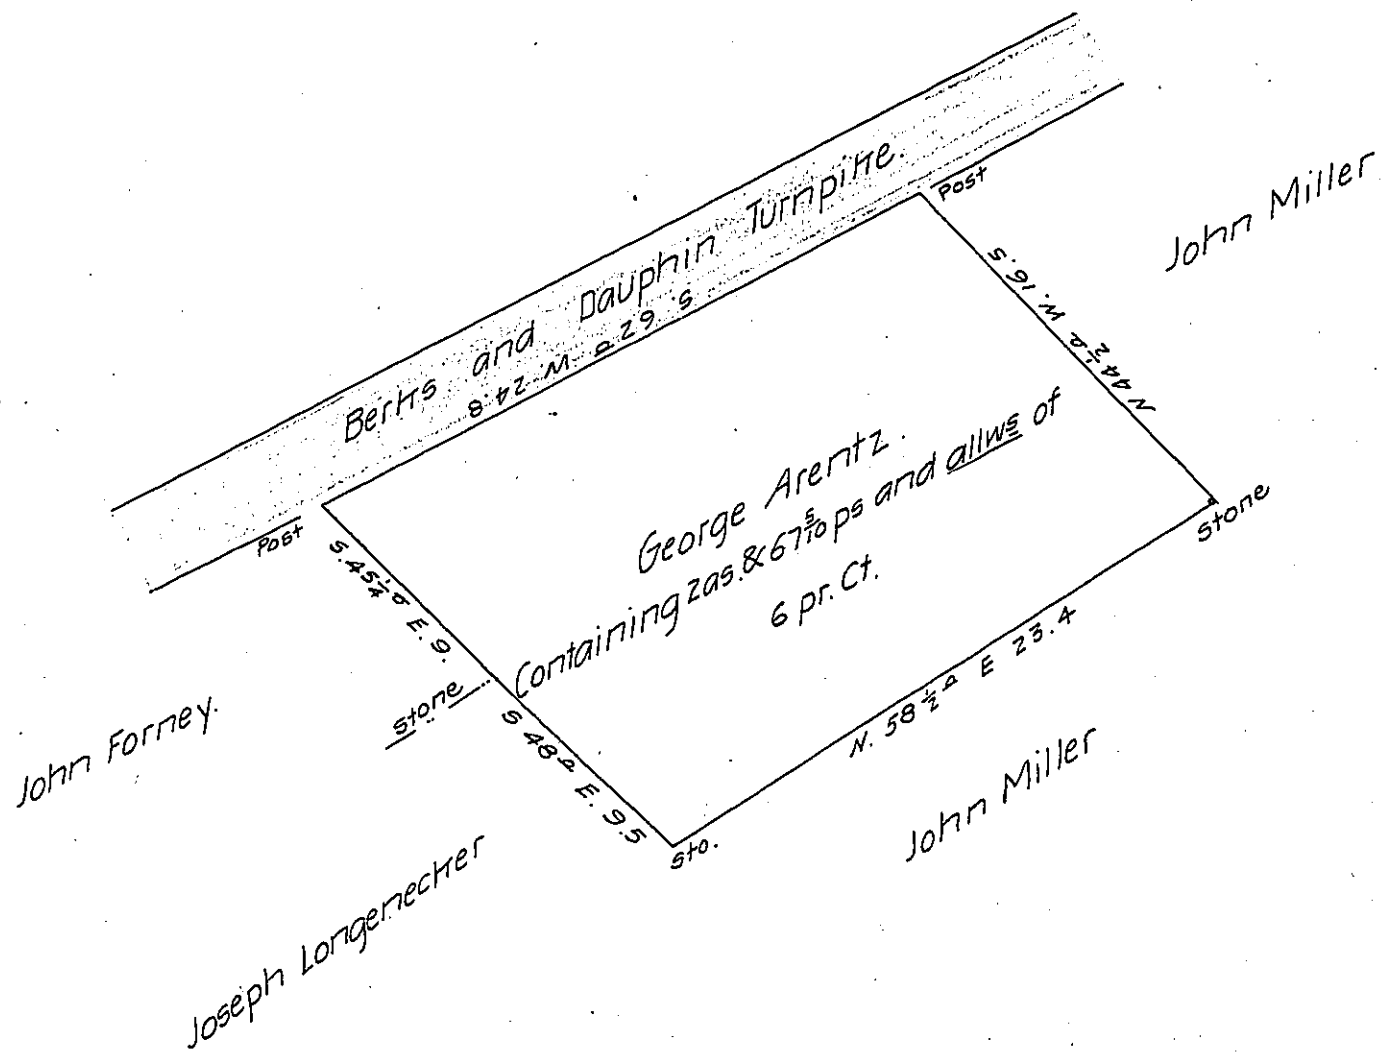 Berks and Dauphin Turnpike.
S. 62° W 24.8
Post
Post
John Miller
N 44½° W. 16.5
George Arentz.
Containing 2as. & 67 5/10 ps and allws of
6 pr. Ct.
Stone
S. 45¼° E. 9.
Stone
S 48° E. 9.5
Sto.
N. 58½° E 23.4
John Forney.
John Miller
Joseph Longenecker